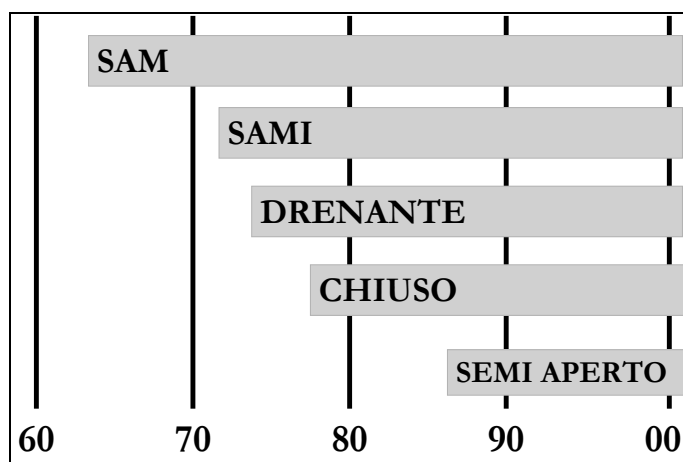 SAM
SAMI
DRENANTE
CHIUSO
SEMI APERTO
60 70 80 90 00